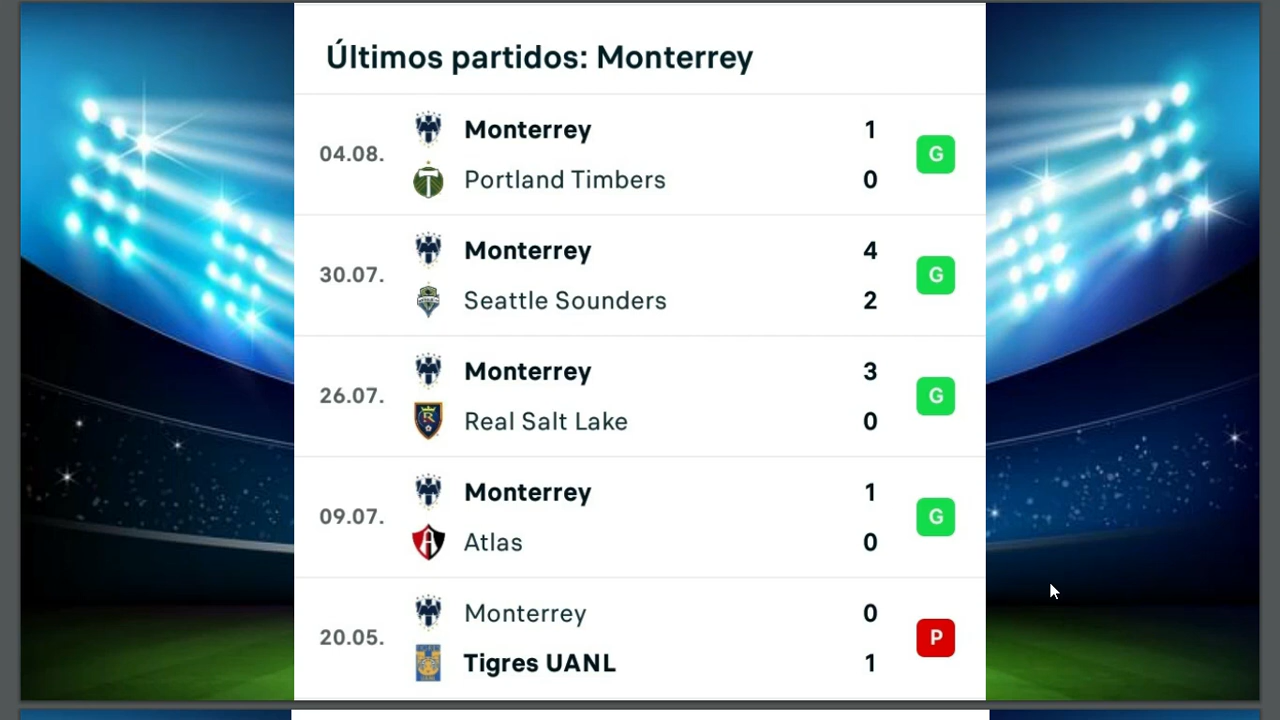 Últimos partidos: Monterrey
04.08.
Monterrey 1
Portland Timbers 0
G
30.07.
Monterrey 4
Seattle Sounders 2
G
26.07.
Monterrey 3
Real Salt Lake 0
G
09.07.
Monterrey 1
Atlas 0
G
20.05.
Monterrey 0
Tigres UANL 1
P